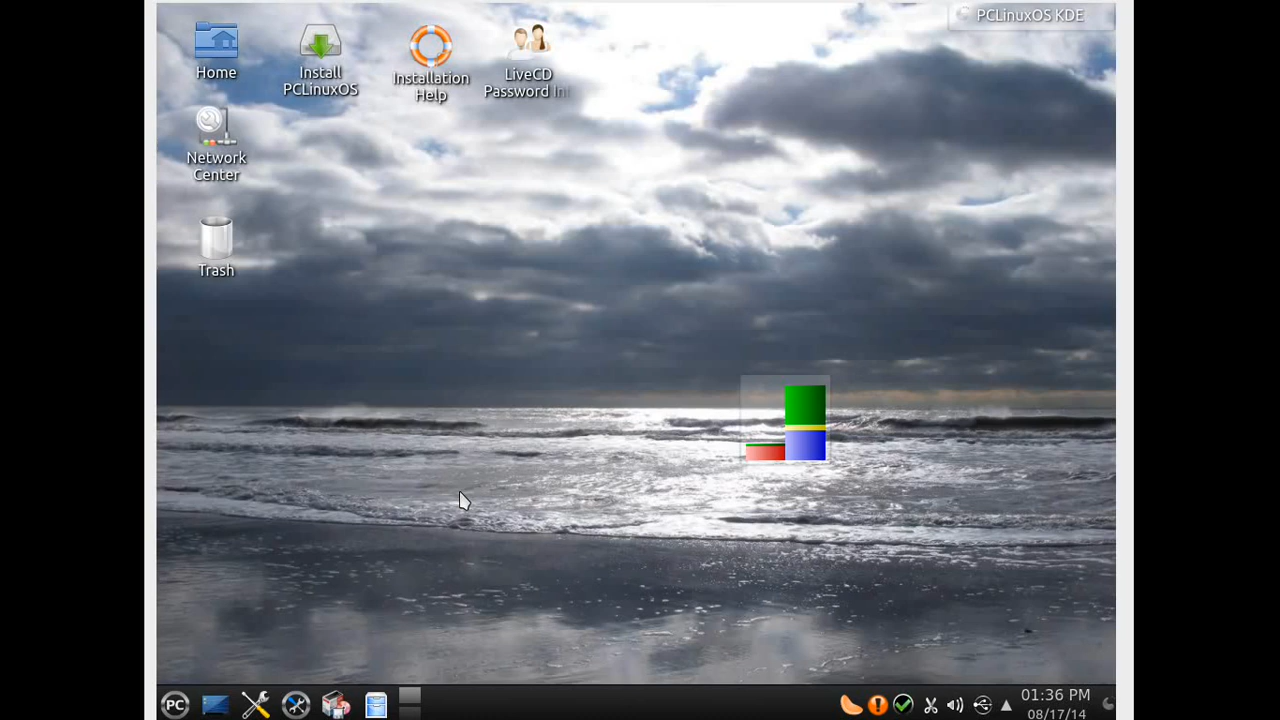 PCLinuxOS KDE
Home
Install
PCLinuxOS
Installation
Help
LiveCD
Password
Network
Center
Trash
PC
01:36 PM
08/17/14